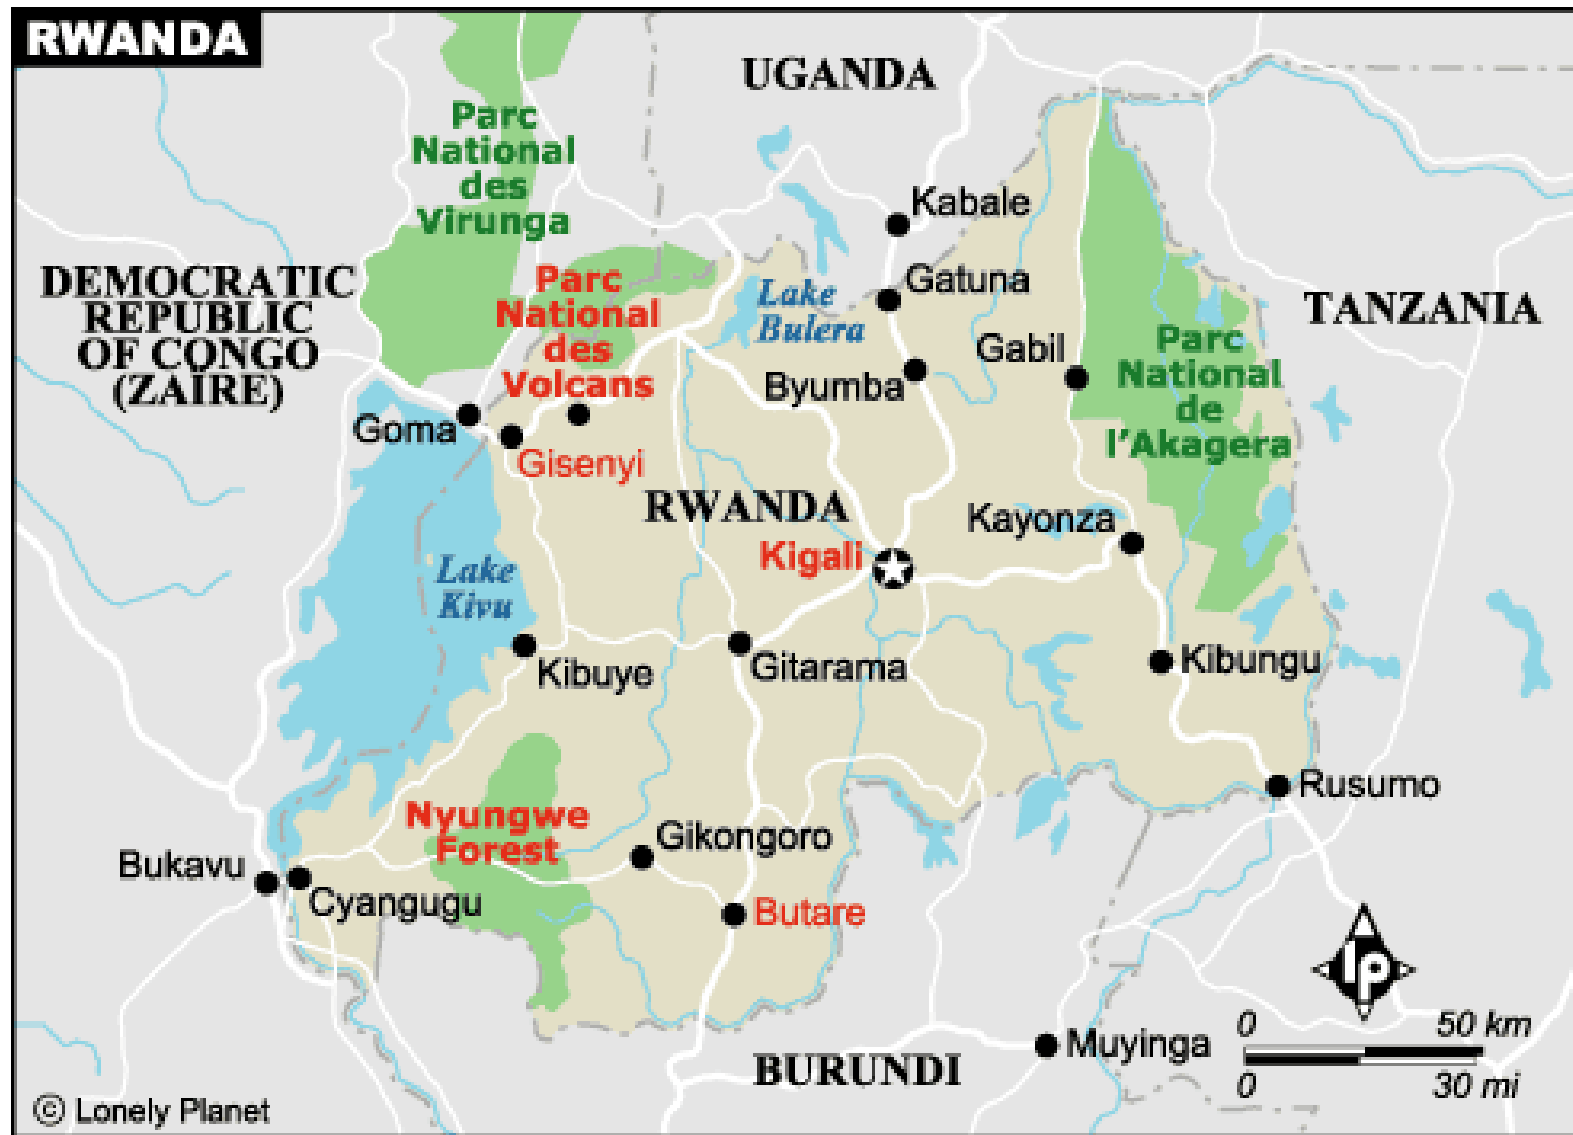 RWANDA
UGANDA
Parc
National
des
Virunga
Kabale
DEMOCRATIC
REPUBLIC
OF CONGO
(ZAÏRE)
Parc
National
des
Volcans
Lake
Bulera
Gatuna
TANZANIA
Gabil
Parc
National
de
l'Akagera
Byumba
Goma
Gisenyi
RWANDA
Kayonza
Kigali
Lake
Kivu
Kibuye
Gitarama
Kibungu
Rusumo
Nyungwe
Forest
Gikongoro
Bukavu
Cyangugu
Butare
lp
Muyinga
BURUNDI
0 50 km
0 30 mi
© Lonely Planet